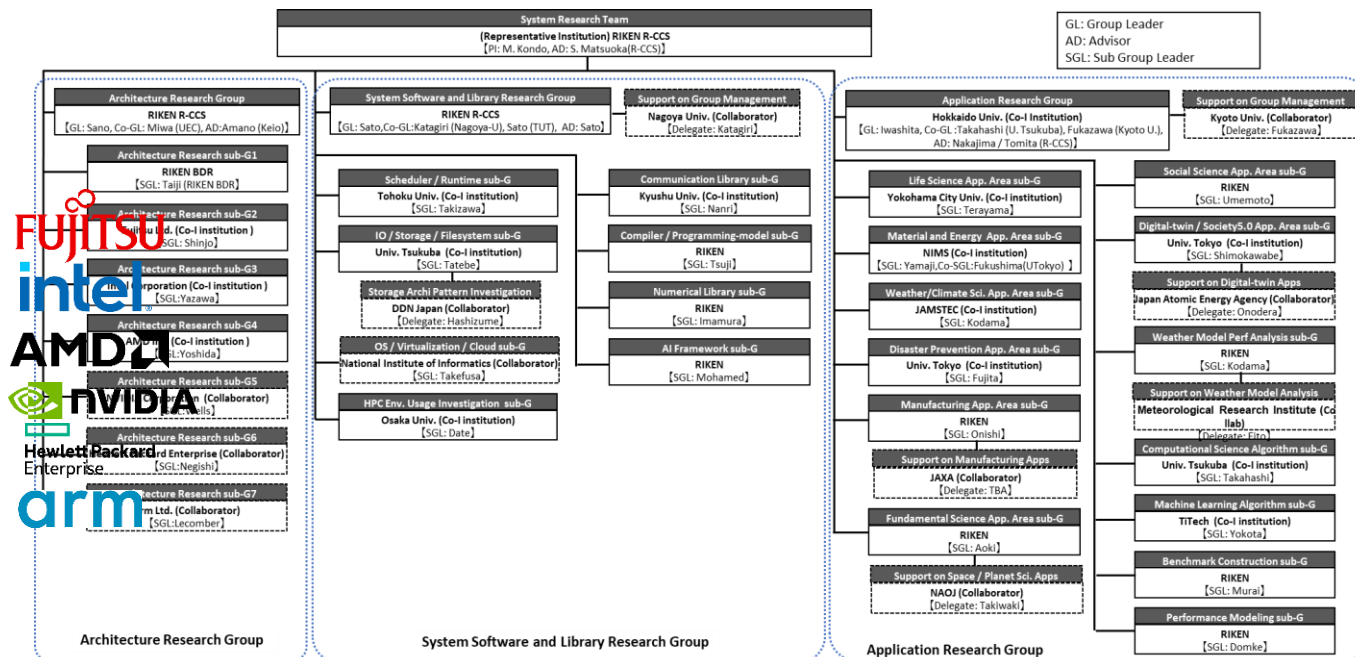 System Research Team
(Representative Institution) RIKEN R-CCS
【PI: M. Kondo, AD: S. Matsuoka(R-CCS)】
GL: Group Leader
AD: Advisor
SGL: Sub Group Leader
Architecture Research Group
RIKEN R-CCS
【GL: Sano, Co-GL: Miwa (UEC), AD:Amano (Keio)】
Architecture Research sub-G1
RIKEN BDR
【SGL: Taiji (RIKEN BDR】
Architecture Research sub-G2
FUJITSU
Ltd. (Co-I institution )
【SGL: Shinjo】
Architecture Research sub-G3
intel
Corporation (Co-I institution )
【SGL:Yazawa】
Architecture Research sub-G4
AMD
(Co-I institution )
【SGL:Yoshida】
Architecture Research sub-G5
nVIDIA
Corporation (Collaborator)
Architecture Research sub-G6
Hewlett Packard
Enterprise
Enterprise (Collaborator)
【SGL:Negishi】
Architecture Research sub-G7
arm
Ltd. (Collaborator)
【SGL:Lecomber】
Architecture Research Group
System Software and Library Research Group
RIKEN R-CCS
【GL: Sato,Co-GL:Katagiri (Nagoya-U), Sato (TUT), AD: Sato】
Support on Group Management
Nagoya Univ. (Collaborator)
【Delegate: Katagiri】
Scheduler / Runtime sub-G
Tohoku Univ. (Co-I institution)
【SGL: Takizawa】
IO / Storage / Filesystem sub-G
Univ. Tsukuba (Co-I institution)
【SGL: Tatebe】
Storage Archi Pattern Investigation
DDN Japan (Collaborator)
【Delegate: Hashizume】
OS / Virtualization / Cloud sub-G
National Institute of Informatics (Collaborator)
【SGL: Takefusa】
HPC Env. Usage Investigation sub-G
Osaka Univ. (Co-I institution)
【SGL: Date】
Communication Library sub-G
Kyushu Univ. (Co-I institution)
【SGL: Nanri】
Compiler / Programming-model sub-G
RIKEN
【SGL: Tsuji】
Numerical Library sub-G
RIKEN
【SGL: Imamura】
AI Framework sub-G
RIKEN
【SGL: Mohamed】
System Software and Library Research Group
Application Research Group
Hokkaido Univ. (Co-I Institution)
【GL: Iwashita, Co-GL :Takahashi (U. Tsukuba), Fukazawa (Kyoto U.),
AD: Nakajima / Tomita (R-CCS)】
Support on Group Management
Kyoto Univ. (Collaborator)
【Delegate: Fukazawa】
Life Science App. Area sub-G
Yokohama City Univ. (Co-I institution)
【SGL: Terayama】
Material and Energy App. Area sub-G
NIMS (Co-I institution)
【SGL: Yamaji,Co-SGL:Fukushima(UTokyo) 】
Weather/Climate Sci. App. Area sub-G
JAMSTEC (Co-I institution)
【SGL: Kodama】
Disaster Prevention App. Area sub-G
Univ. Tokyo (Co-I institution)
【SGL: Fujita】
Manufacturing App. Area sub-G
RIKEN
【SGL: Onishi】
Support on Manufacturing Apps
JAXA (Collaborator)
【Delegate: TBA】
Fundamental Science App. Area sub-G
RIKEN
【SGL: Aoki】
Support on Space / Planet Sci. Apps
NAOJ (Collaborator)
【Delegate: Takiwaki】
Social Science App. Area sub-G
RIKEN
【SGL: Umemoto】
Digital-twin / Society5.0 App. Area sub-G
Univ. Tokyo (Co-I institution)
【SGL: Shimokawabe】
Support on Digital-twin Apps
Japan Atomic Energy Agency (Collaborator)
【Delegate: Onodera】
Weather Model Perf Analysis sub-G
RIKEN
【SGL: Kodama】
Support on Weather Model Analysis
Meteorological Research Institute (Co
llab)
【Delegate: Eito】
Computational Science Algorithm sub-G
Univ. Tsukuba (Co-I institution)
【SGL: Takahashi】
Machine Learning Algorithm sub-G
TiTech (Co-I institution)
【SGL: Yokota】
Benchmark Construction sub-G
RIKEN
【SGL: Murai】
Performance Modeling sub-G
RIKEN
【SGL: Domke】
Application Research Group